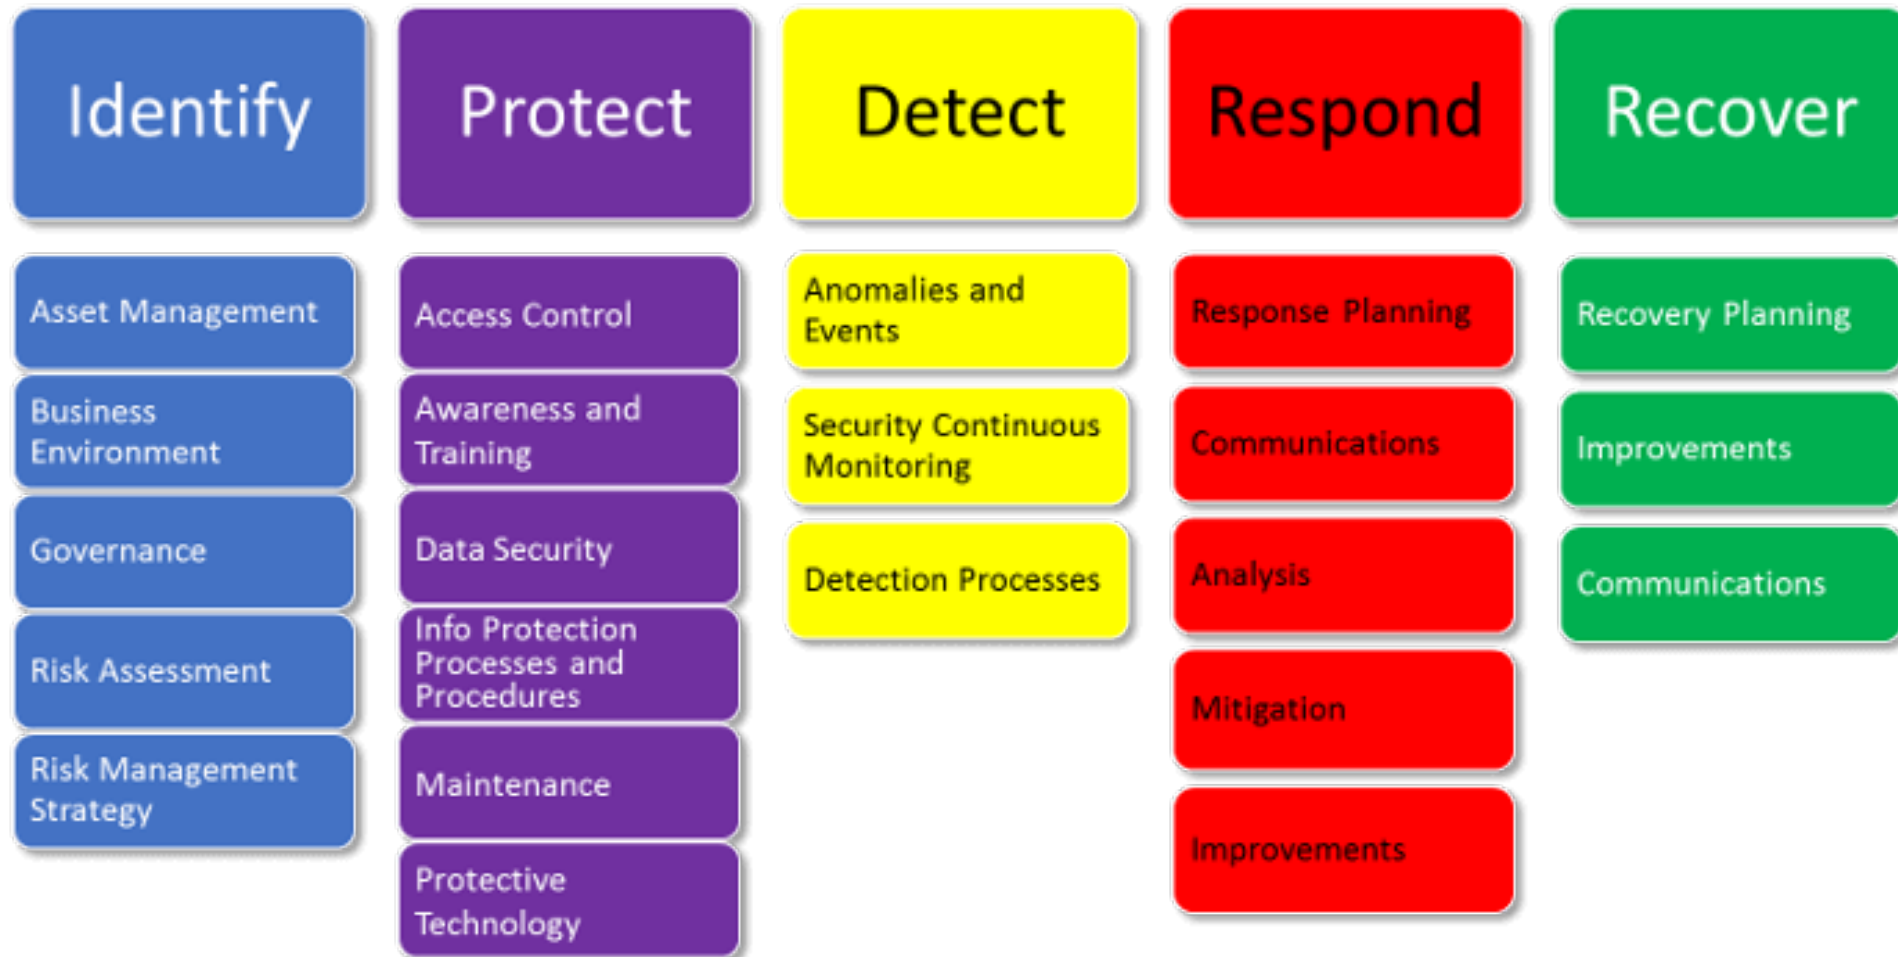 Identify
Protect
Detect
Respond
Recover
Asset Management
Business
Environment
Governance
Risk Assessment
Risk Management
Strategy
Access Control
Awareness and
Training
Data Security
Info Protection
Processes and
Procedures
Maintenance
Protective
Technology
Anomalies and
Events
Security Continuous
Monitoring
Detection Processes
Response Planning
Communications
Analysis
Mitigation
Improvements
Recovery Planning
Improvements
Communications